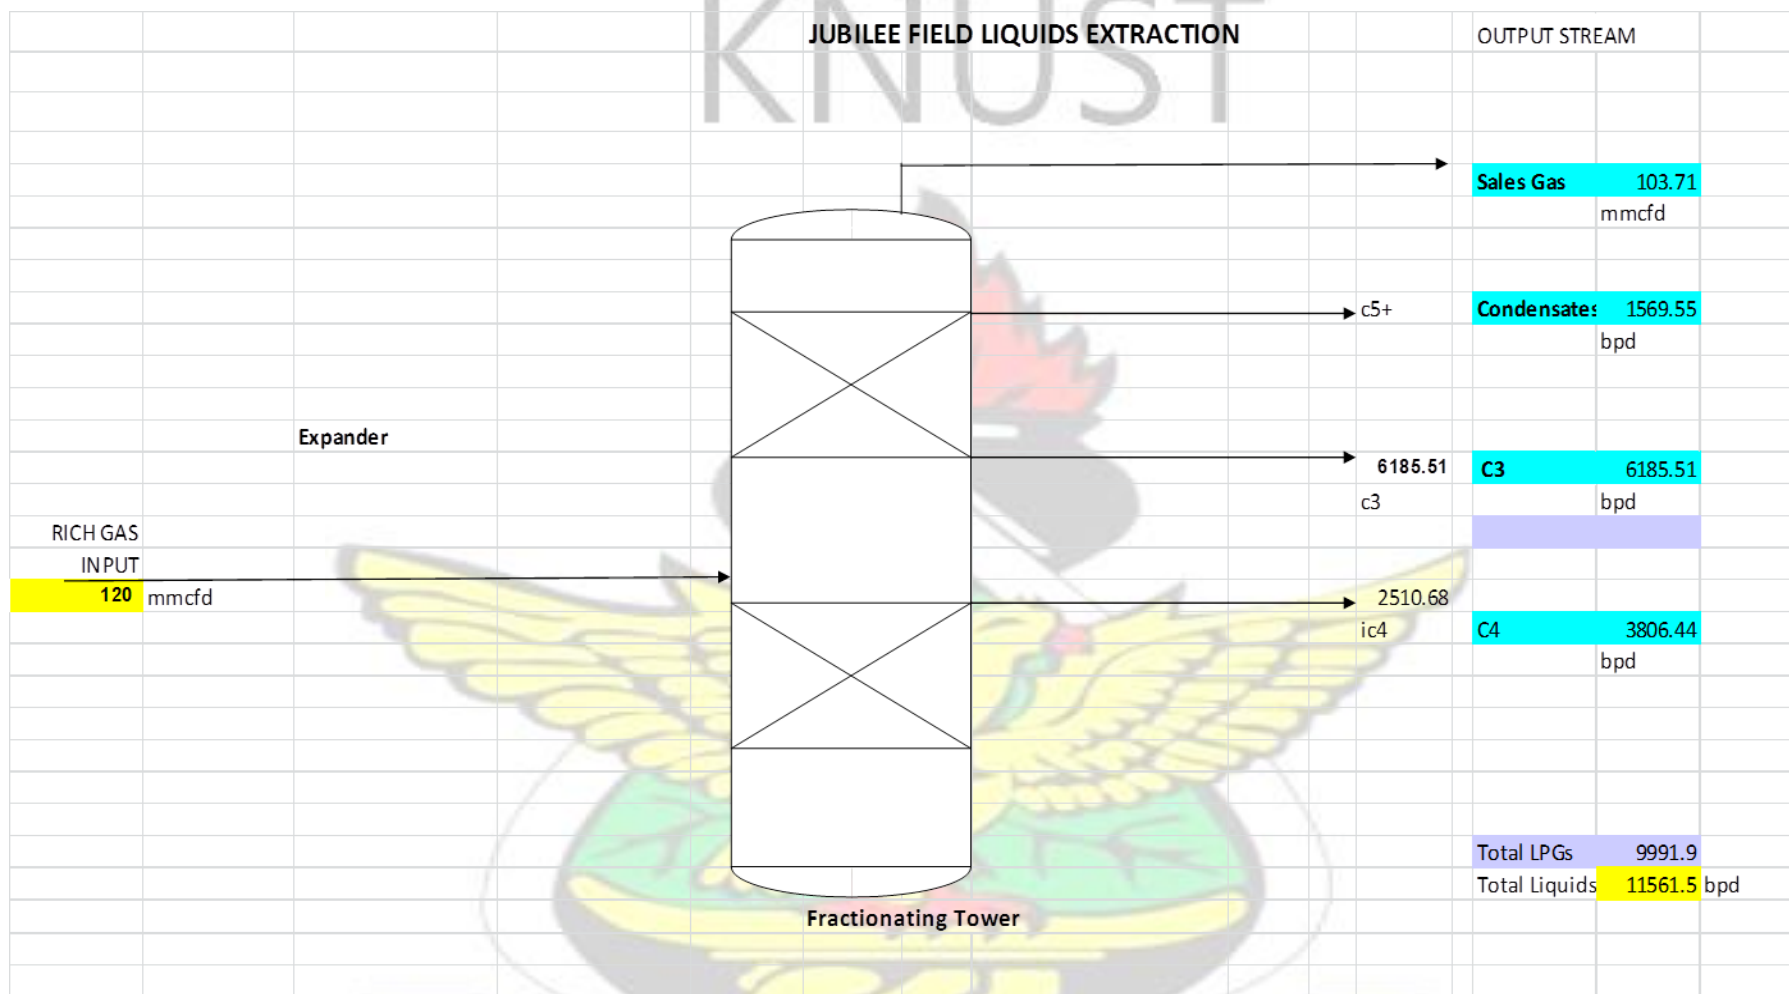 KNUST
JUBILEE FIELD LIQUIDS EXTRACTION
OUTPUT STREAM
Sales Gas 103.71
mmcfd
c5+ Condensates 1569.55
bpd
Expander
6185.51 C3 6185.51
c3 bpd
RICH GAS
INPUT
120 mmcfd
2510.68
ic4 C4 3806.44
bpd
Total LPGs 9991.9
Total Liquids 11561.5 bpd
Fractionating Tower